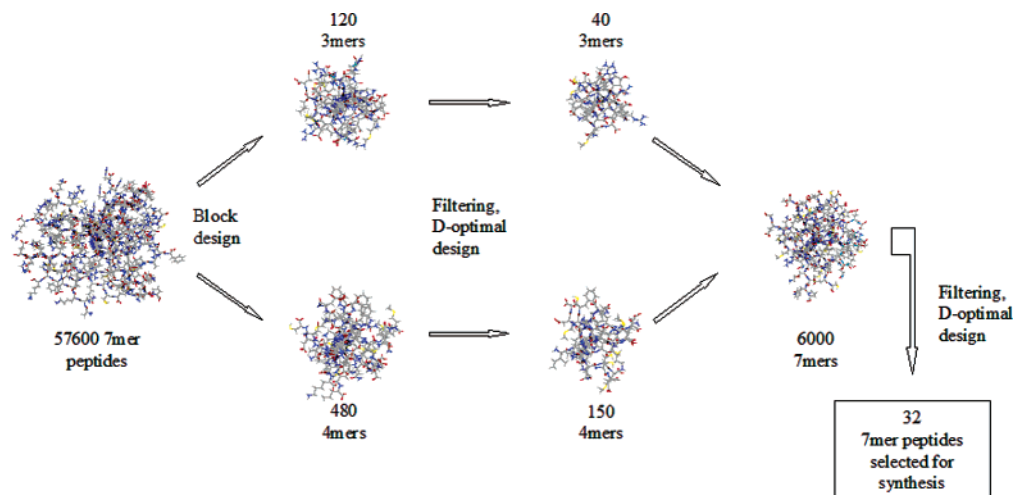 120
3mers
40
3mers
Block
design
Filtering,
D-optimal
design
57600 7mer
peptides
480
4mers
150
4mers
6000
7mers
Filtering,
D-optimal
design
32
7mer peptides
selected for
synthesis